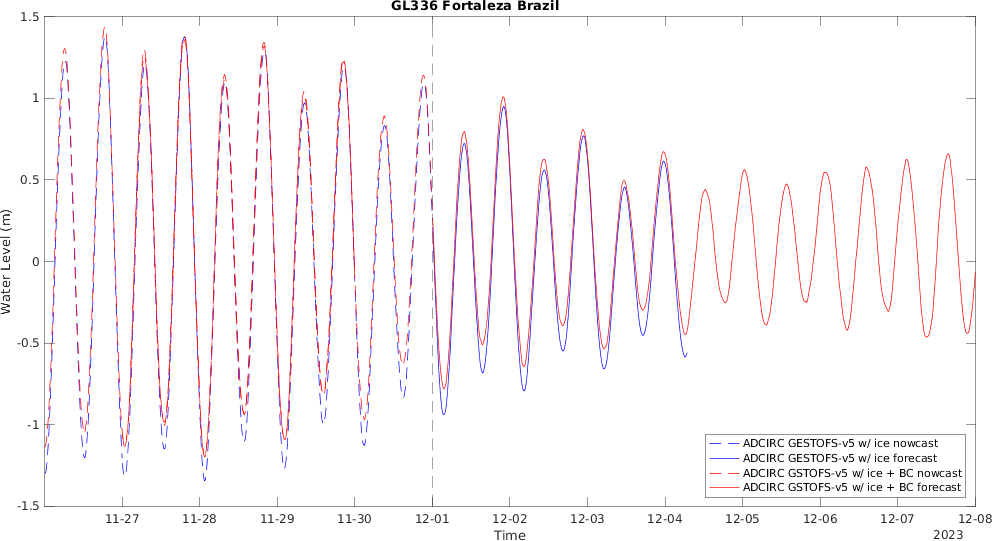 GL336 Fortaleza Brazil
1.5
1
0.5
0
-0.5
-1
-1.5
Water Level (m)
11-27 11-28 11-29 11-30 12-01 12-02 12-03 12-04 12-05 12-06 12-07 12-08
Time
2023
ADCIRC GESTOFS-v5 w/ ice nowcast
ADCIRC GESTOFS-v5 w/ ice forecast
ADCIRC GSTOFS-v5 w/ ice + BC nowcast
ADCIRC GSTOFS-v5 w/ ice + BC forecast